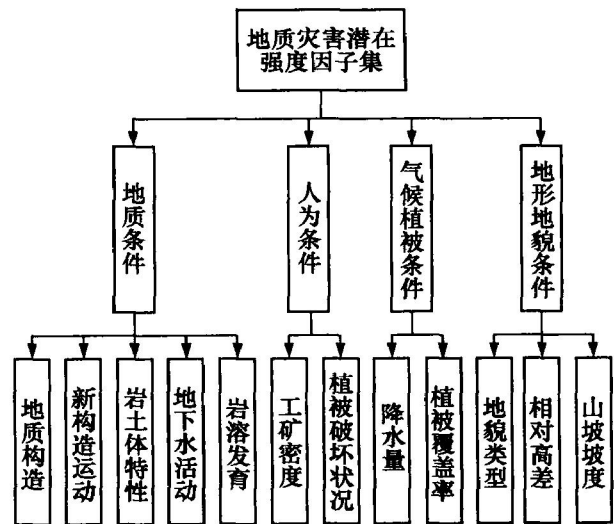 地质灾害潜在
强度因子集
地质条件
人为条件
气候植被条件
地形地貌条件
地质构造
新构造运动
岩土体特性
地下水活动
岩溶发育
工矿密度
植被破坏状况
降水量
植被覆盖率
地貌类型
相对高差
山坡坡度